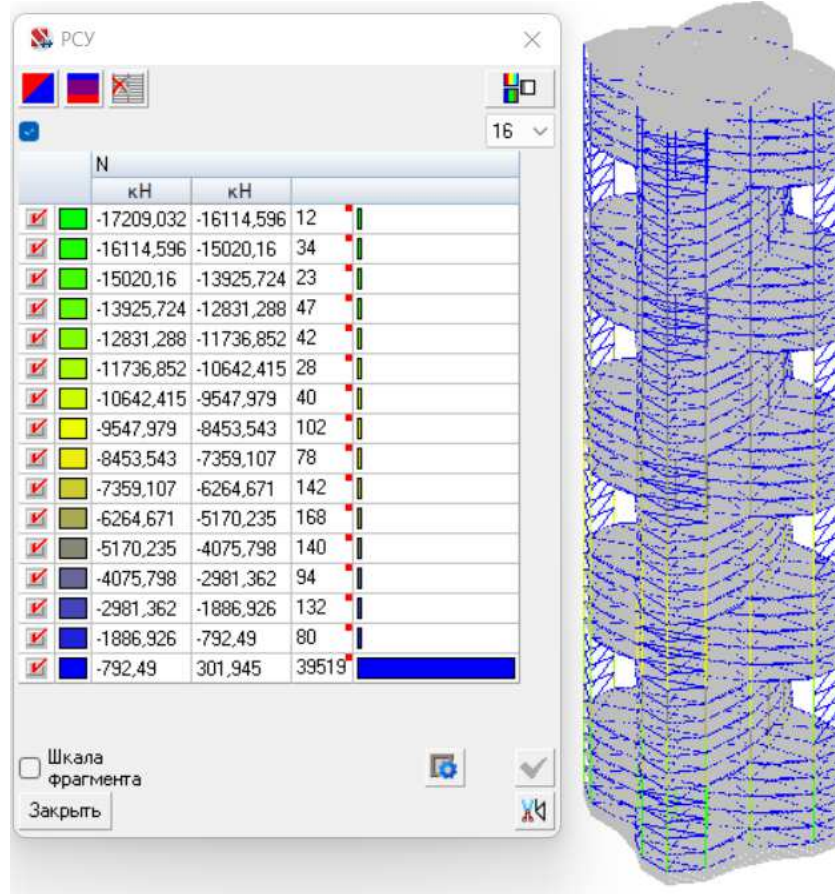 РСУ
16
N
кН кН
-17209,032 -16114,596 12
-16114,596 -15020,16 34
-15020,16 -13925,724 23
-13925,724 -12831,288 47
-12831,288 -11736,852 42
-11736,852 -10642,415 28
-10642,415 -9547,979 40
-9547,979 -8453,543 102
-8453,543 -7359,107 78
-7359,107 -6264,671 142
-6264,671 -5170,235 168
-5170,235 -4075,798 140
-4075,798 -2981,362 94
-2981,362 -1886,926 132
-1886,926 -792,49 80
-792,49 301,945 39519
Шкала
фрагмента
Закрыть